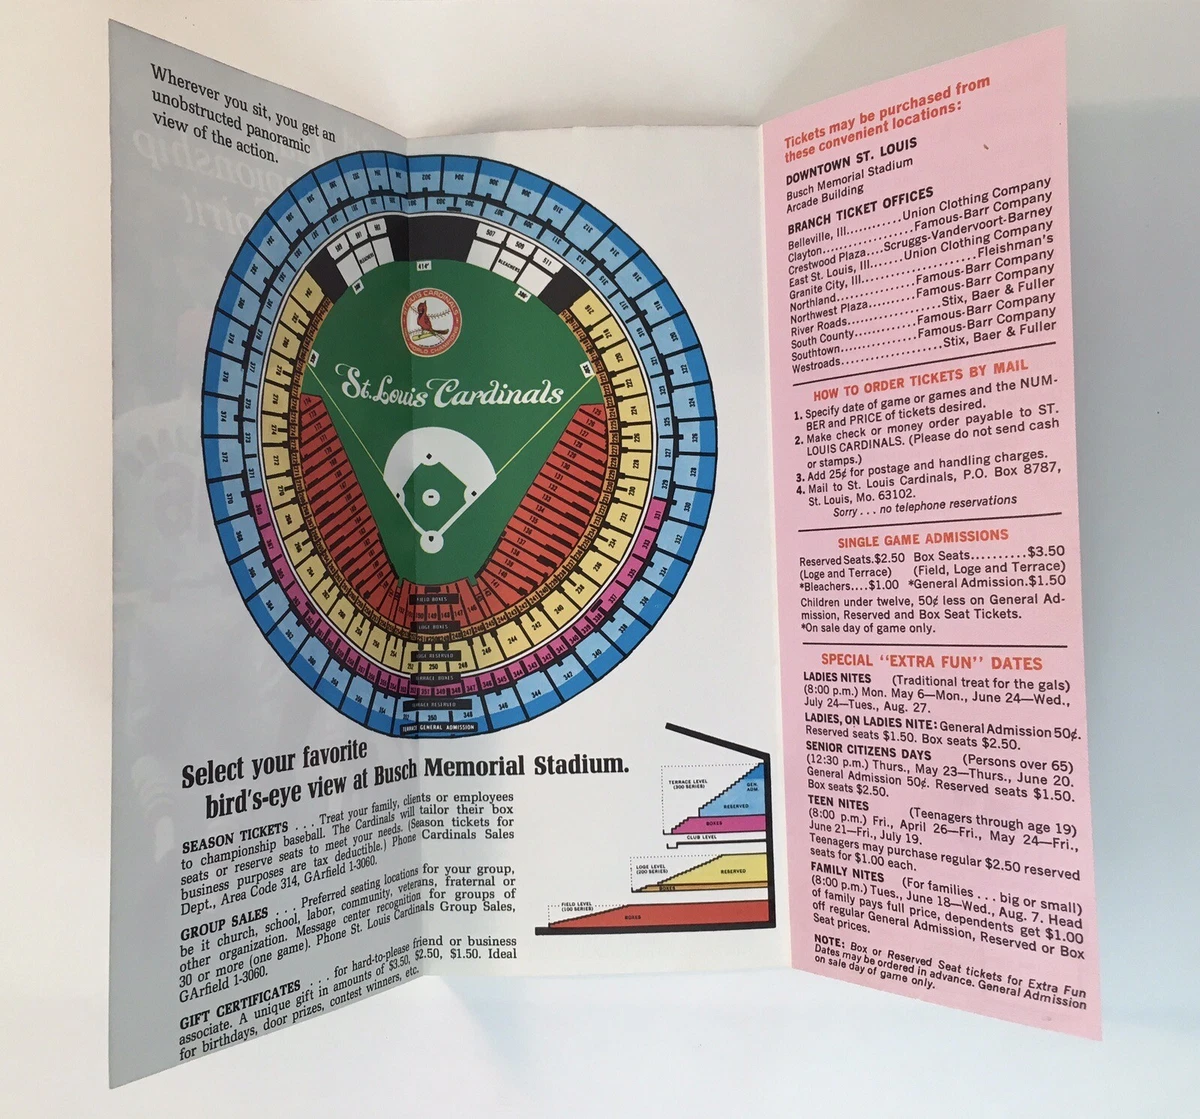 Wherever you sit, you get an
unobstructed panoramic
view of the action.
BLEACHERS
507
509
511
414'
386'
ST. LOUIS CARDINALS
WORLD CHAMPIONS
St. Louis Cardinals
FIELD BOXES
LOGE BOXES
LOGE RESERVED
TERRACE BOXES
TERRACE RESERVED
TERRACE GENERAL ADMISSION
Select your favorite
bird's-eye view at Busch Memorial Stadium.
SEASON TICKETS . . . Treat your family, clients or employees
to championship baseball. The Cardinals will tailor their box
seats or reserve seats to meet your needs. (Season tickets for
business purposes are tax deductible.) Phone Cardinals Sales
Dept., Area Code 314, GArfield 1-3060.
GROUP SALES . . . Preferred seating locations for your group,
be it church, school, labor, community, veterans, fraternal or
other organization. Message center recognition for groups of
30 or more (one game). Phone St. Louis Cardinals Group Sales,
GArfield 1-3060.
GIFT CERTIFICATES . . . for hard-to-please friend or business
associate. A unique gift in amounts of $3.50, $2.50, $1.50. Ideal
for birthdays, door prizes, contest winners, etc.
TERRACE LEVEL
(300 SERIES)
GEN.
ADM.
RESERVED
BOXES
CLUB LEVEL
LOGE LEVEL
(200 SERIES)
RESERVED
BOXES
FIELD LEVEL
(100 SERIES)
BOXES
Tickets may be purchased from
these convenient locations:
DOWNTOWN ST. LOUIS
Busch Memorial Stadium
Arcade Building
BRANCH TICKET OFFICES
Belleville, Ill...........Union Clothing Company
Clayton....................Famous-Barr Company
Crestwood Plaza....Scruggs-Vandervoort-Barney
East St. Louis, Ill.......Union Clothing Company
Granite City, Ill.......................Fleishman's
Northland................Famous-Barr Company
Northwest Plaza..........Famous-Barr Company
River Roads...................Stix, Baer & Fuller
South County.............Famous-Barr Company
Southtown................Famous-Barr Company
Westroads.....................Stix, Baer & Fuller
HOW TO ORDER TICKETS BY MAIL
1. Specify date of game or games and the NUM-
BER and PRICE of tickets desired.
2. Make check or money order payable to ST.
LOUIS CARDINALS. (Please do not send cash
or stamps.)
3. Add 25¢ for postage and handling charges.
4. Mail to St. Louis Cardinals, P.O. Box 8787,
St. Louis, Mo. 63102.
Sorry . . . no telephone reservations
SINGLE GAME ADMISSIONS
Reserved Seats.$2.50 Box Seats.........$3.50
(Loge and Terrace) (Field, Loge and Terrace)
*Bleachers....$1.00 *General Admission.$1.50
Children under twelve, 50¢ less on General Ad-
mission, Reserved and Box Seat Tickets.
*On sale day of game only.
SPECIAL "EXTRA FUN" DATES
LADIES NITES (Traditional treat for the gals)
(8:00 p.m.) Mon. May 6—Mon., June 24—Wed.,
July 24—Tues., Aug. 27.
LADIES, ON LADIES NITE: General Admission 50¢.
Reserved seats $1.50. Box seats $2.50.
SENIOR CITIZENS DAYS (Persons over 65)
(12:30 p.m.) Thurs., May 23—Thurs., June 20.
General Admission 50¢. Reserved seats $1.50.
Box seats $2.50.
TEEN NITES (Teenagers through age 19)
(8:00 p.m.) Fri., April 26—Fri., May 24—Fri.,
June 21—Fri., July 19.
Teenagers may purchase regular $2.50 reserved
seats for $1.00 each.
FAMILY NITES (For families . . . big or small)
(8:00 p.m.) Tues., June 18—Wed., Aug. 7. Head
of family pays full price, dependents get $1.00
off regular General Admission, Reserved or Box
Seat prices.
NOTE: Box or Reserved Seat tickets for Extra Fun
Dates may be ordered in advance. General Admission
on sale day of game only.